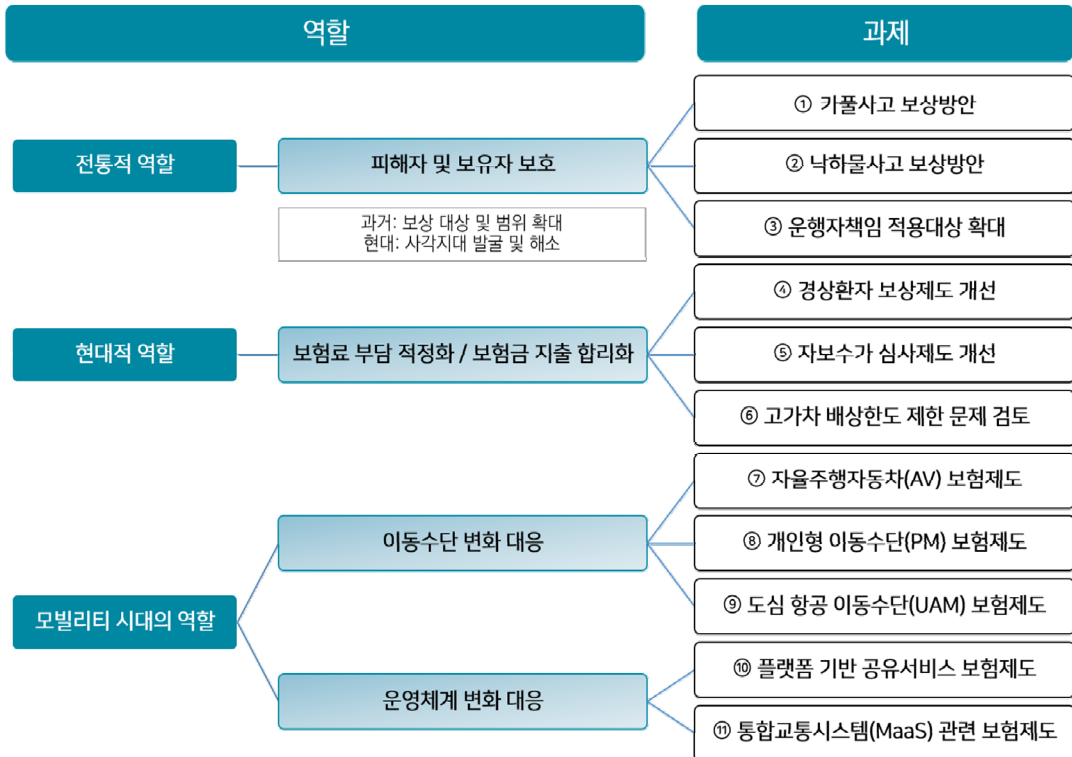 역할
과제
전통적 역할
피해자 및 보유자 보호
과거: 보상 대상 및 범위 확대
현대: 사각지대 발굴 및 해소
① 가풀사고 보상방안
② 낙하물사고 보상방안
③ 운행자책임 적용대상 확대
현대적 역할
보험료 부담 적정화 / 보험금 지출 합리화
④ 경상환자 보상제도 개선
⑤ 자보수가 심사제도 개선
⑥ 고가차 배상한도 제한 문제 검토
모빌리티 시대의 역할
이동수단 변화 대응
⑦ 자율주행자동차(AV) 보험제도
⑧ 개인형 이동수단(PM) 보험제도
⑨ 도심 항공 이동수단(UAM) 보험제도
운영체계 변화 대응
⑩ 플랫폼 기반 공유서비스 보험제도
⑪ 통합교통시스템(MaaS) 관련 보험제도